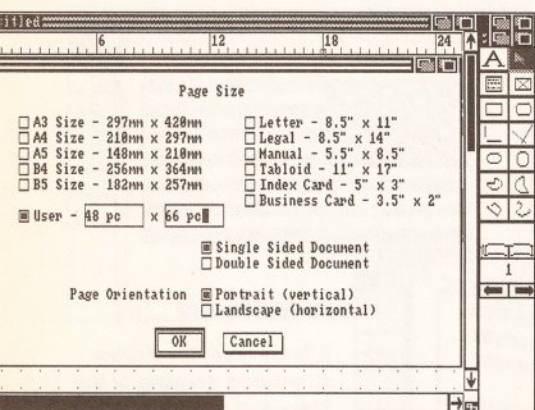 itled
6 12 18 24
Page Size
A3 Size - 297mm x 420mm
A4 Size - 210mm x 297mm
A5 Size - 148mm x 210mm
B4 Size - 256mm x 364mm
B5 Size - 182mm x 257mm
Letter - 8.5" x 11"
Legal - 8.5" x 14"
Manual - 5.5" x 8.5"
Tabloid - 11" x 17"
Index Card - 5" x 3"
Business Card - 3.5" x 2"
User - 48 pc x 66 pc
Single Sided Document
Double Sided Document
Page Orientation Portrait (vertical)
Landscape (horizontal)
OK Cancel
A
1